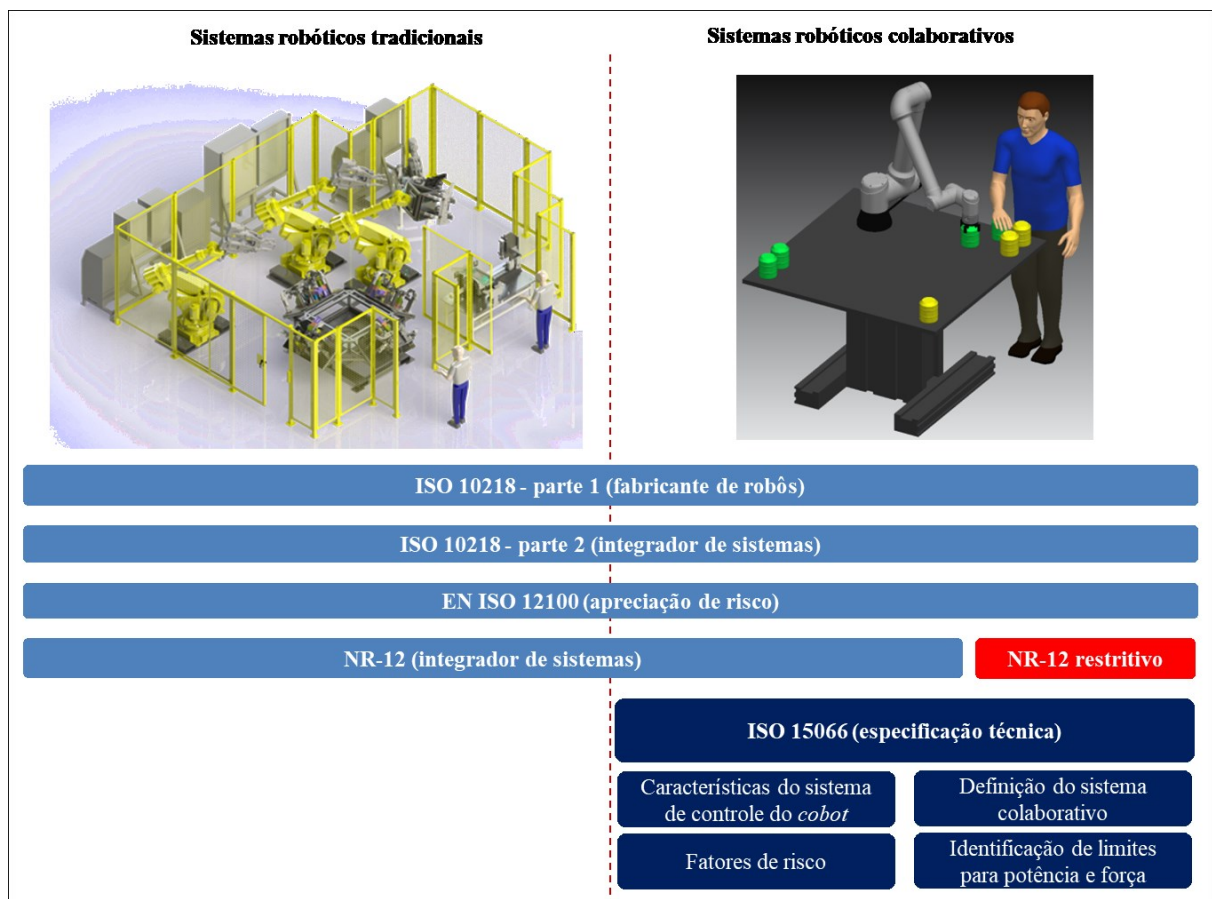 Sistemas robóticos tradicionais
Sistemas robóticos colaborativos
ISO 10218 - parte 1 (fabricante de robôs)
ISO 10218 - parte 2 (integrador de sistemas)
EN ISO 12100 (apreciação de risco)
NR-12 (integrador de sistemas)
NR-12 restritivo
ISO 15066 (especificação técnica)
Características do sistema
de controle do cobot
Definição do sistema
colaborativo
Fatores de risco
Identificação de limites
para potência e força